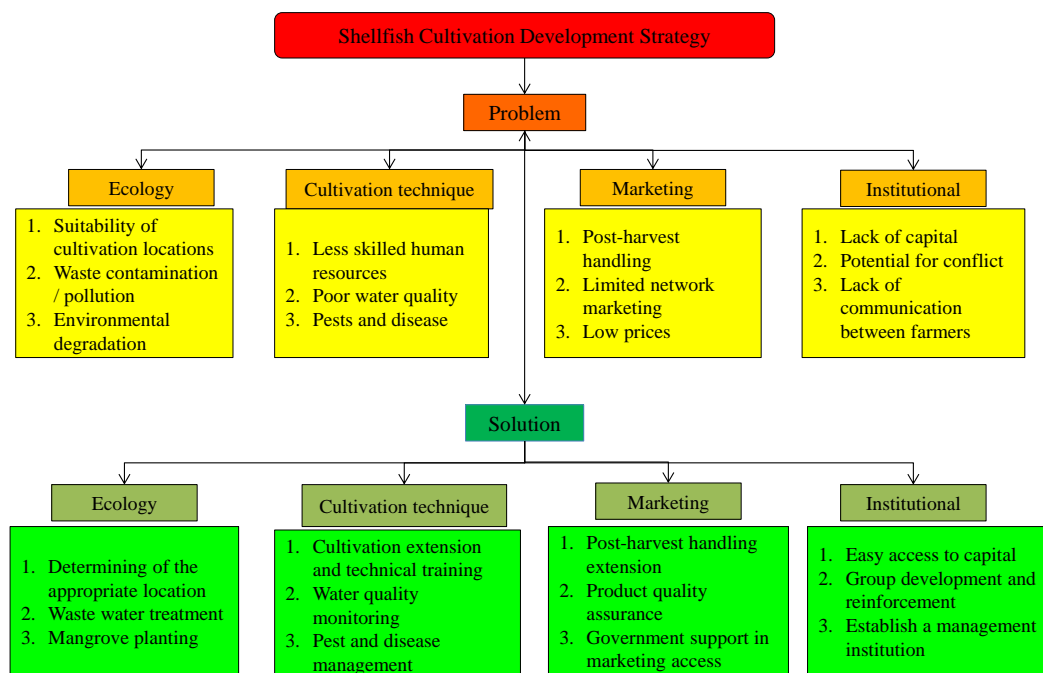 Shellfish Cultivation Development Strategy
Problem
Ecology
1. Suitability of
cultivation locations
2. Waste contamination
/ pollution
3. Environmental
degradation
Cultivation technique
1. Less skilled human
resources
2. Poor water quality
3. Pests and disease
Marketing
1. Post-harvest
handling
2. Limited network
marketing
3. Low prices
Institutional
1. Lack of capital
2. Potential for conflict
3. Lack of
communication
between farmers
Solution
Ecology
1. Determining of the
appropriate location
2. Waste water treatment
3. Mangrove planting
Cultivation technique
1. Cultivation extension
and technical training
2. Water quality
monitoring
3. Pest and disease
management
Marketing
1. Post-harvest handling
extension
2. Product quality
assurance
3. Government support in
marketing access
Institutional
1. Easy access to capital
2. Group development and
reinforcement
3. Establish a management
institution